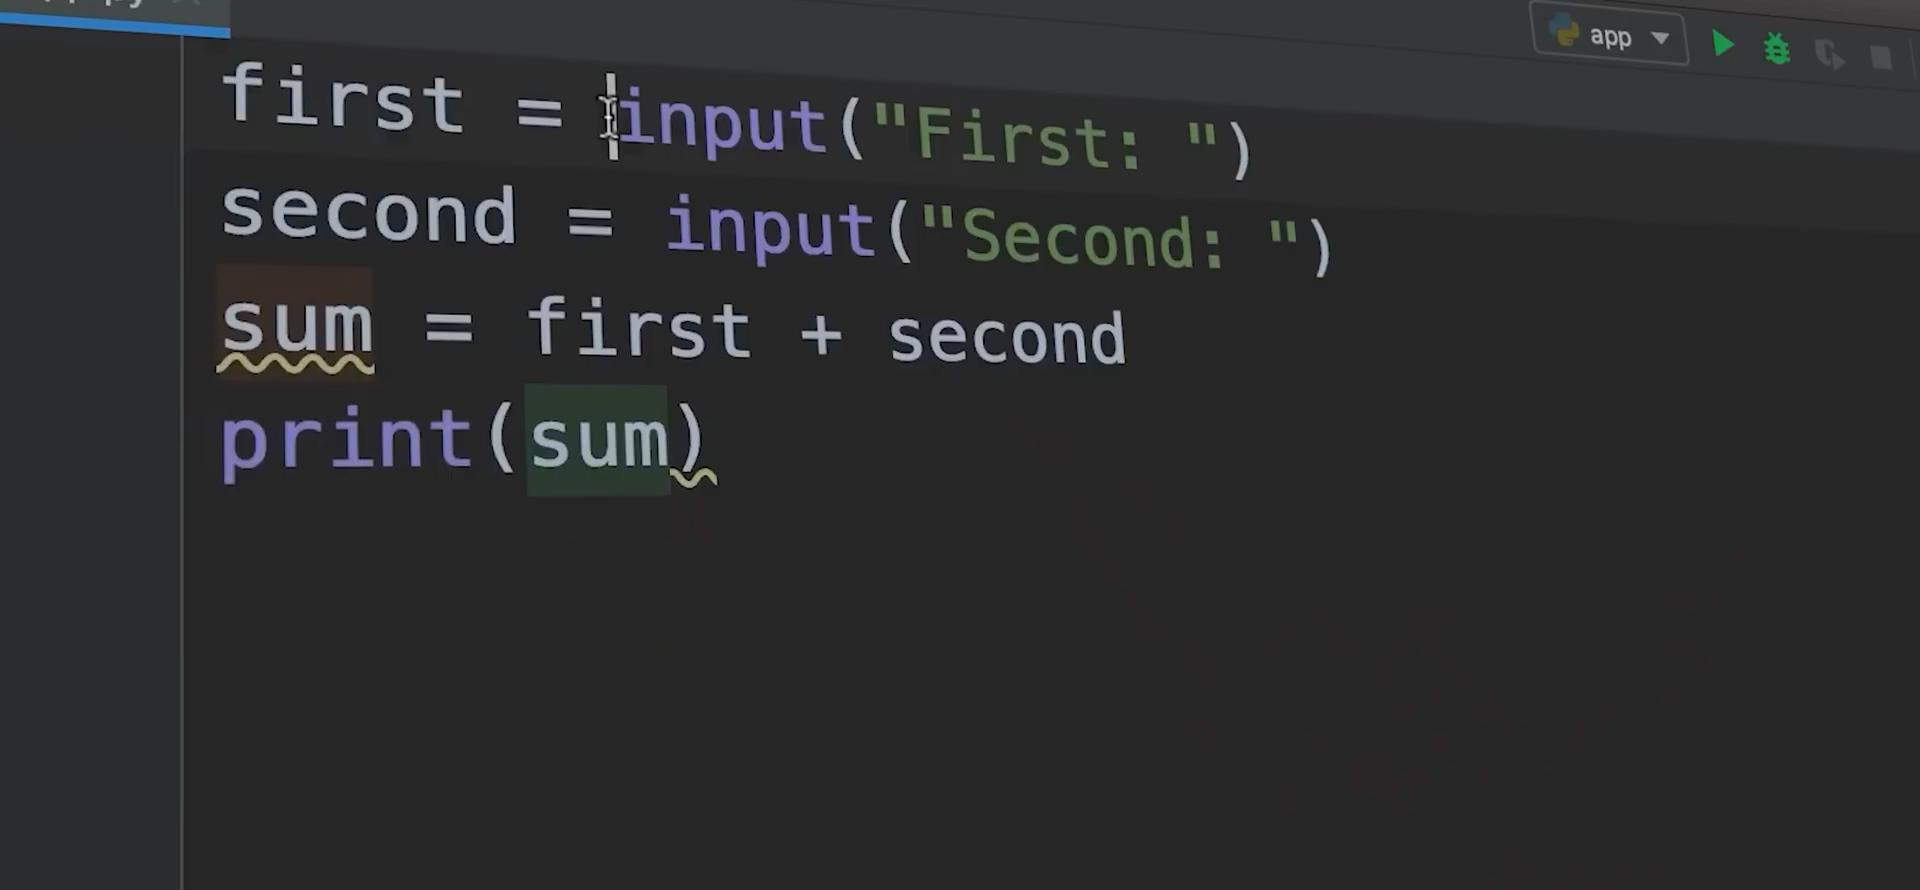 app
first = input("First: ")
second = input("Second: ")
sum = first + second
print(sum)